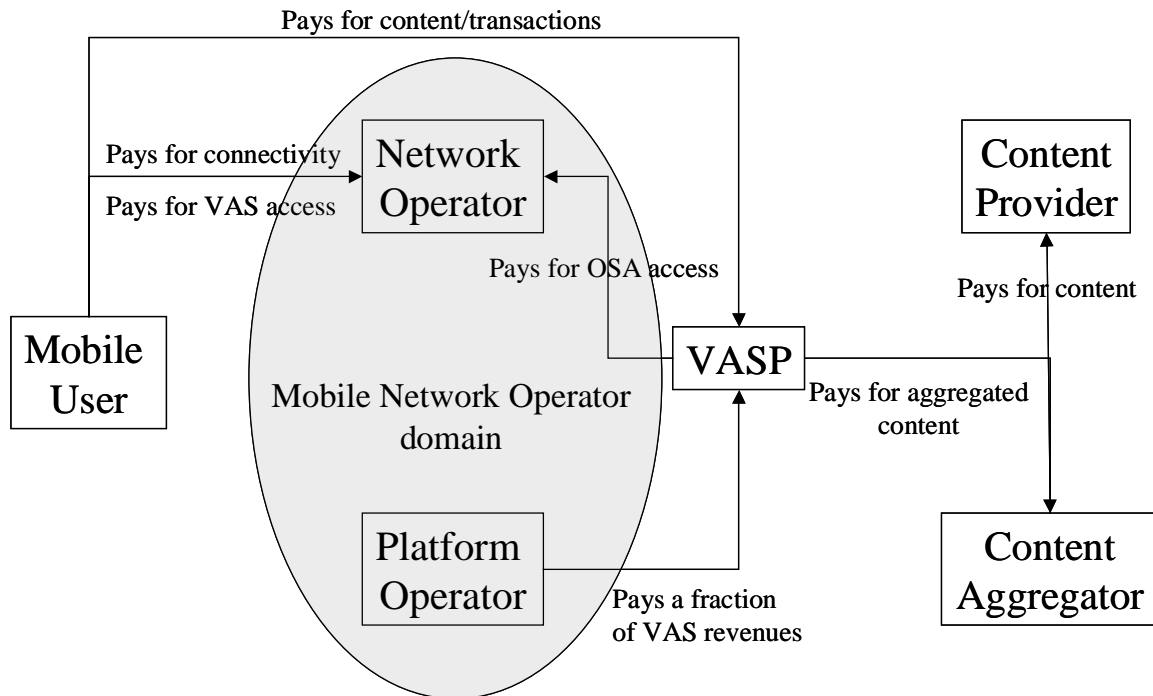 Pays for content/transactions
Pays for connectivity
Pays for VAS access
Network
Operator
Content
Provider
Pays for OSA access
Pays for content
Mobile
User
VASP
Mobile Network Operator
domain
Pays for aggregated
content
Platform
Operator
Pays a fraction
of VAS revenues
Content
Aggregator